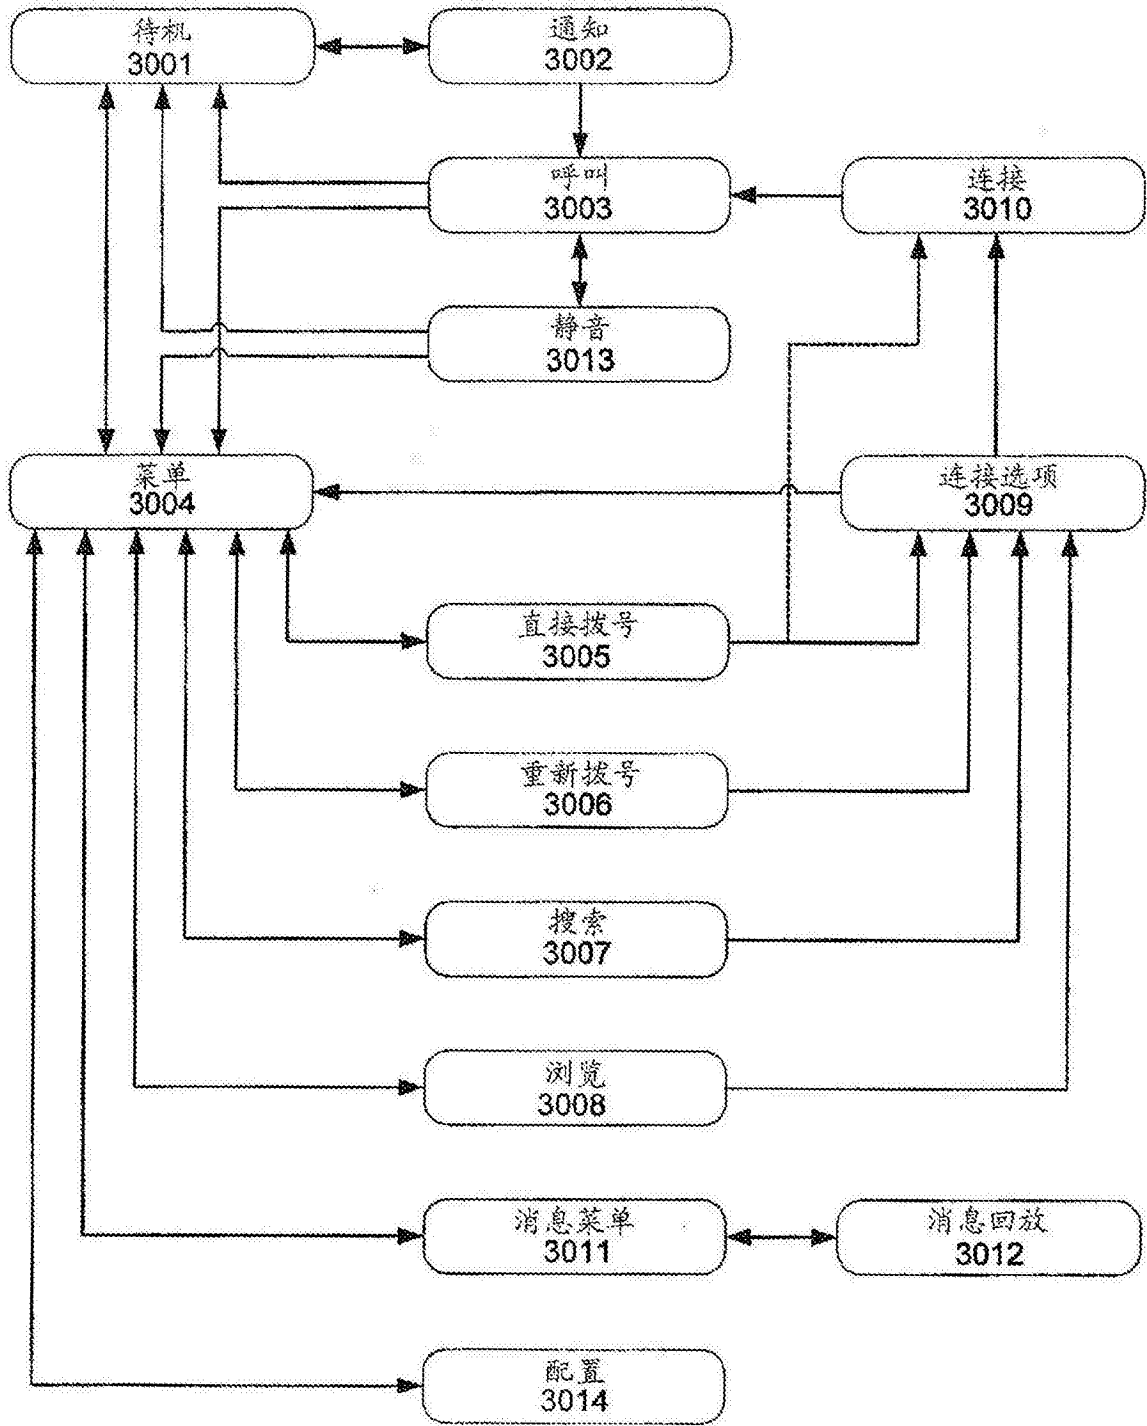 待机
3001
通知
3002
呼叫
3003
连接
3010
静音
3013
菜单
3004
连接选项
3009
直接拨号
3005
重新拨号
3006
搜索
3007
浏览
3008
消息菜单
3011
消息回放
3012
配置
3014